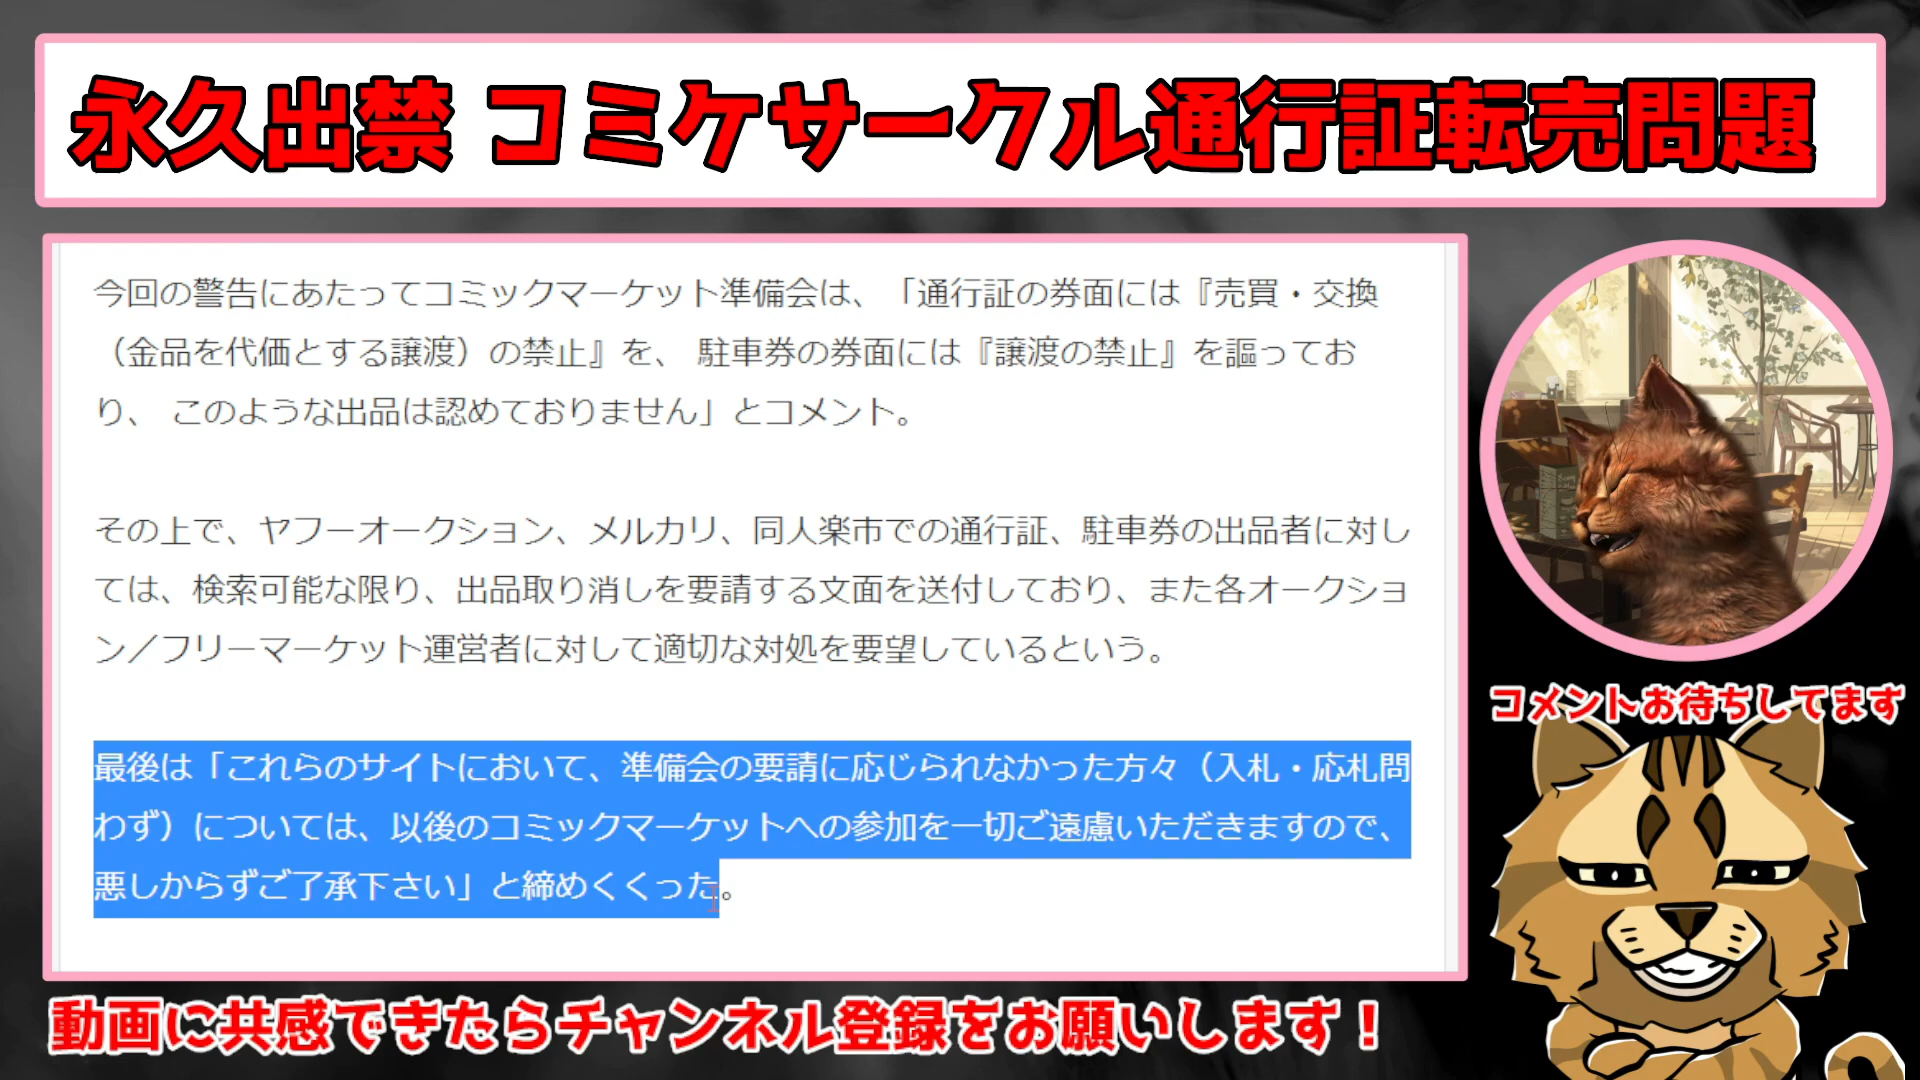 永久出禁 コミケサークル通行証転売問題
今回の警告にあたってコミックマーケット準備会は、「通行証の券面には『売買・交換
（金品を代価とする譲渡）の禁止』を、 駐車券の券面には『譲渡の禁止』を謳ってお
り、 このような出品は認めておりません」とコメント。
その上で、ヤフーオークション、メルカリ、同人楽市での通行証、駐車券の出品者に対し
ては、検索可能な限り、出品取り消しを要請する文面を送付しており、また各オークショ
ン／フリーマーケット運営者に対して適切な対処を要望しているという。
最後は「これらのサイトにおいて、準備会の要請に応じられなかった方々（入札・応札問
わず）については、以後のコミックマーケットへの参加を一切ご遠慮いただきますので、
悪しからずご了承下さい」と締めくくった。
コメントお待ちしてます
動画に共感できたらチャンネル登録をお願いします！